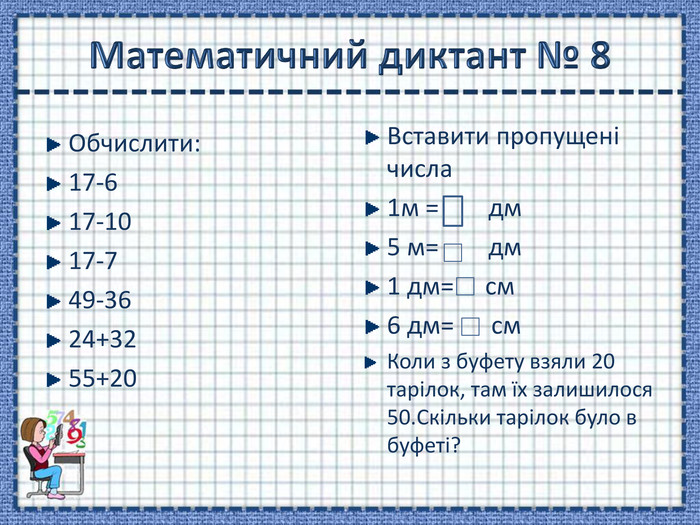 Математичний диктант № 8
Обчислити:
17-6
17-10
17-7
49-36
24+32
55+20
Вставити пропущені
числа
1м = дм
5 м= дм
1 дм= см
6 дм= см
Коли з буфету взяли 20
тарілок, там їх залишилося
50.Скільки тарілок було в
буфеті?